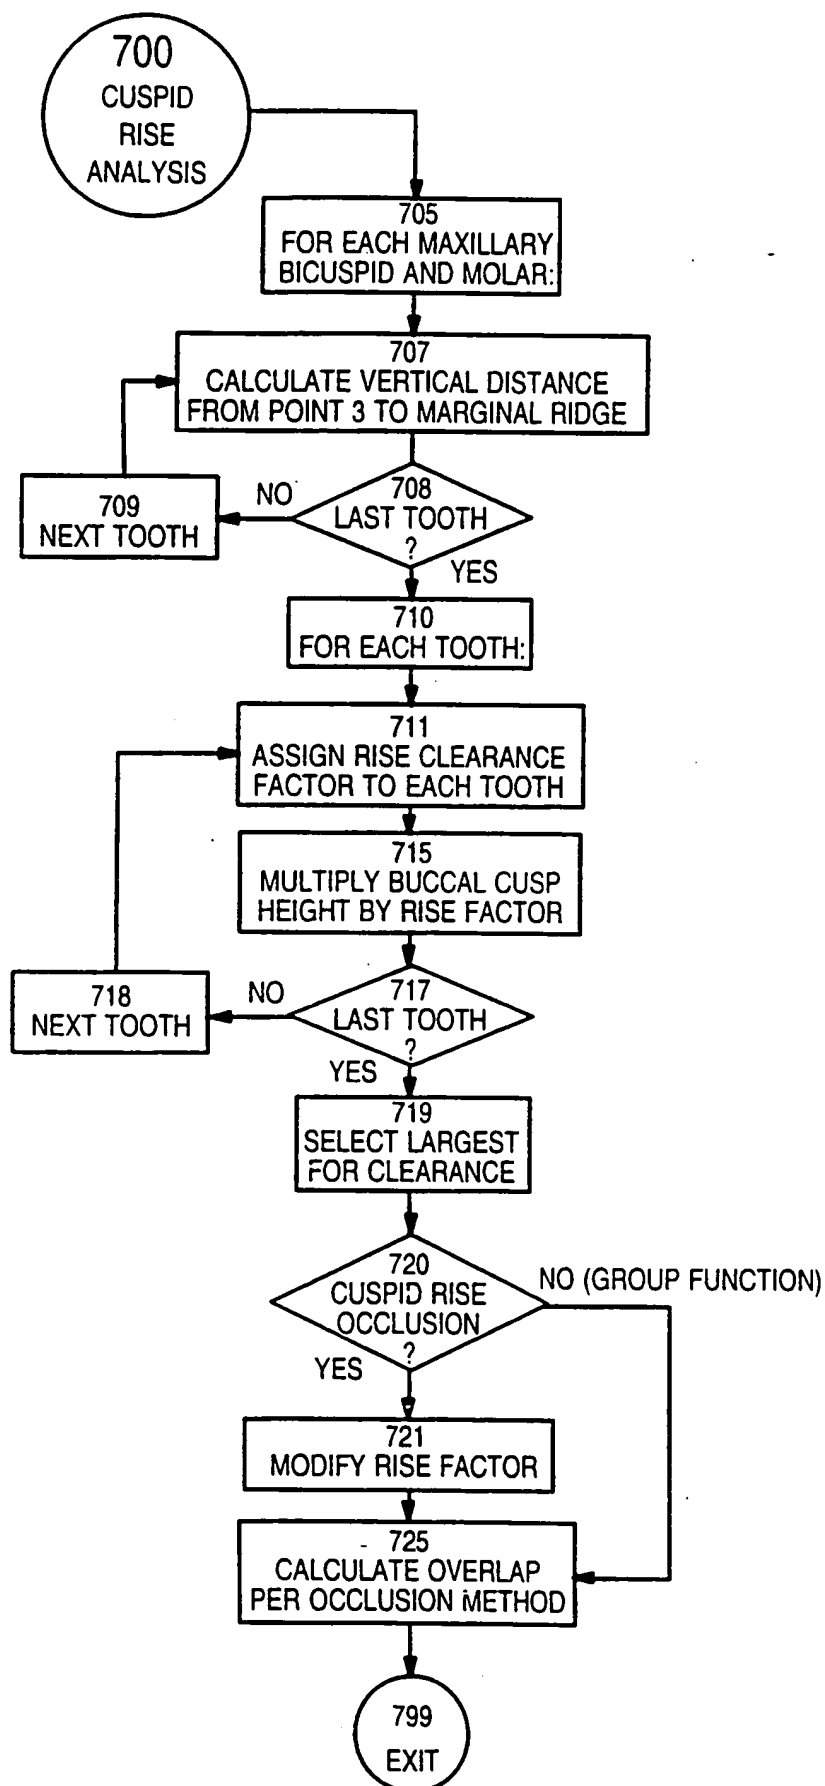 700
CUSPID
RISE
ANALYSIS
705
FOR EACH MAXILLARY
BICUSPID AND MOLAR:
707
CALCULATE VERTICAL DISTANCE
FROM POINT 3 TO MARGINAL RIDGE
708
LAST TOOTH
?
NO
709
NEXT TOOTH
YES
710
FOR EACH TOOTH:
711
ASSIGN RISE CLEARANCE
FACTOR TO EACH TOOTH
715
MULTIPLY BUCCAL CUSP
HEIGHT BY RISE FACTOR
717
LAST TOOTH
?
NO
718
NEXT TOOTH
YES
719
SELECT LARGEST
FOR CLEARANCE
720
CUSPID RISE
OCCLUSION
?
NO (GROUP FUNCTION)
YES
721
MODIFY RISE FACTOR
725
CALCULATE OVERLAP
PER OCCLUSION METHOD
799
EXIT